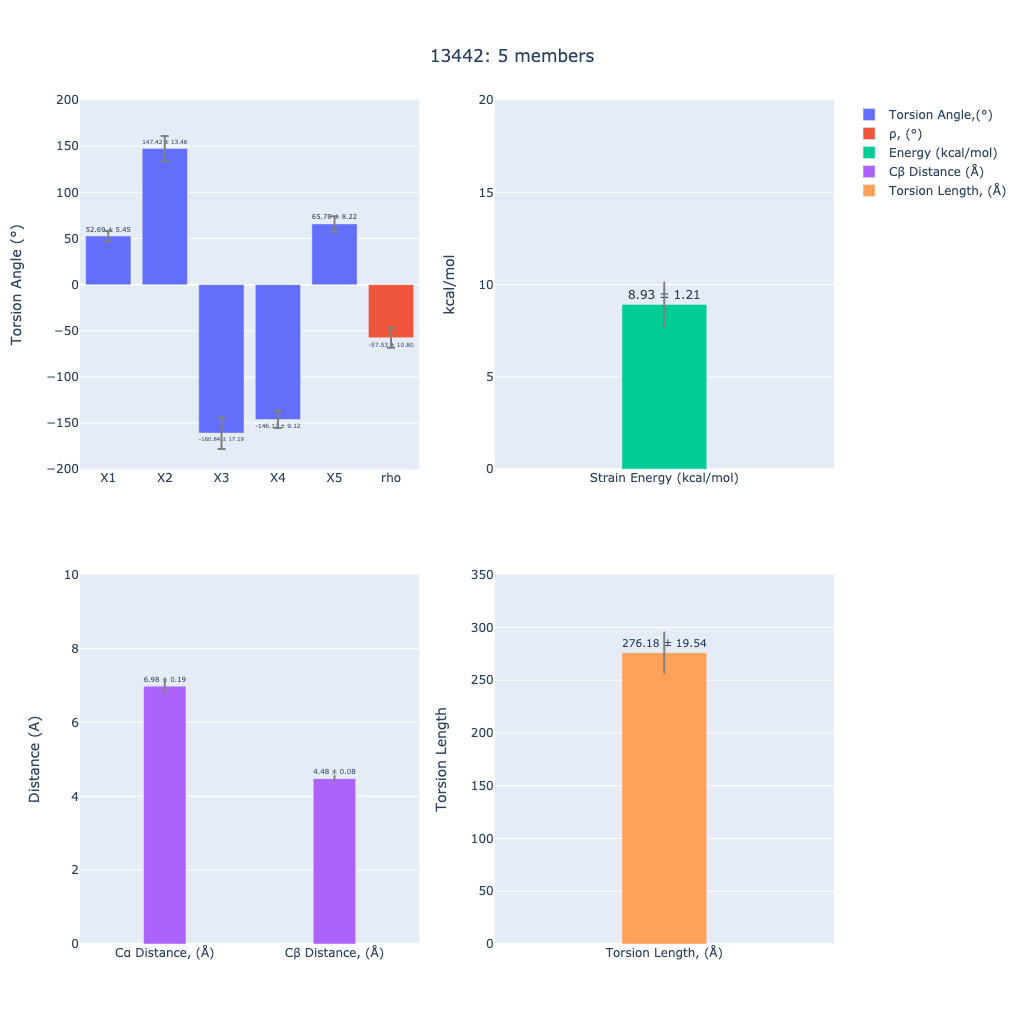 13442: 5 members
200
150
100
50
0
−50
−100
−150
−200
Torsion Angle (°)
52.69 ± 5.45
147.42 ± 13.46
-160.84 ± 17.19
± 9.12
65.78 ± 8.22
-57.53 ± 10.80
X1
X2
X3
X4
X5
rho
20
15
10
5
0
kcal/mol
8.93 ± 1.21
Strain Energy (kcal/mol)
Torsion Angle,(°)
ρ, (°)
Energy (kcal/mol)
Cβ Distance (Å)
Torsion Length, (Å)
10
8
6
4
2
0
Distance (A)
6.98 ± 0.19
4.48 ± 0.08
Cα Distance, (Å)
Cβ Distance, (Å)
350
300
250
200
150
100
50
0
Torsion Length
276.18 ± 19.54
Torsion Length, (Å)